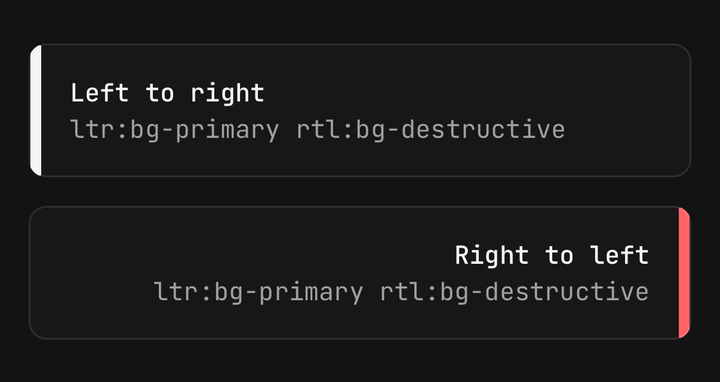 Left to right
ltr:bg-primary rtl:bg-destructive
Right to left
ltr:bg-primary rtl:bg-destructive